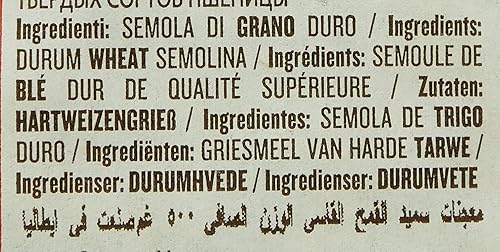 ТВЕРДЫХ СОРТОВ ПШЕНИЦЫ
Ingredienti: SEMOLA DI GRANO DURO / Ingredients:
DURUM WHEAT SEMOLINA / Ingrédients: SEMOULE DE
BLÉ DUR DE QUALITÉ SUPÉRIEURE / Zutaten:
HARTWEIZENGRIEß / Ingredientes: SEMOLA DE TRIGO
DURO / Ingrediënten: GRIESMEEL VAN HARDE TARWE /
Ingredienser: DURUMHVEDE / Ingredienser: DURUMVETE
معجنات سميد القمح القاسي الوزن الصافي ٥٠٠ غم صنعت في إيطاليا